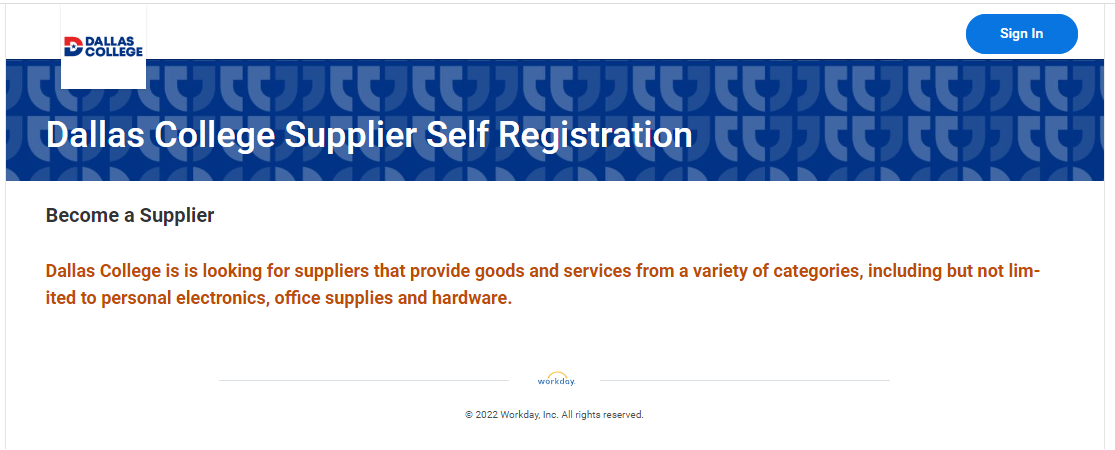 DALLAS
COLLEGE
Sign In
Dallas College Supplier Self Registration
Become a Supplier
Dallas College is is looking for suppliers that provide goods and services from a variety of categories, including but not lim-
ited to personal electronics, office supplies and hardware.
workday.
© 2022 Workday, Inc. All rights reserved.